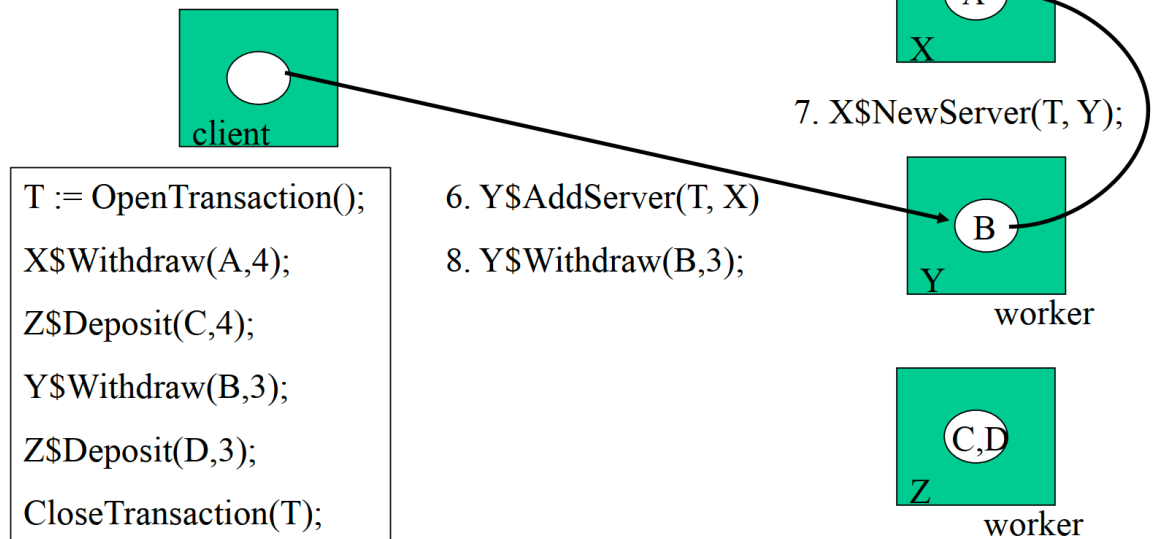 A
X
client
7. X$NewServer(T, Y);
T := OpenTransaction();
X$Withdraw(A,4);
Z$Deposit(C,4);
Y$Withdraw(B,3);
Z$Deposit(D,3);
CloseTransaction(T);
6. Y$AddServer(T, X)
8. Y$Withdraw(B,3);
B
Y
worker
C,D
Z
worker